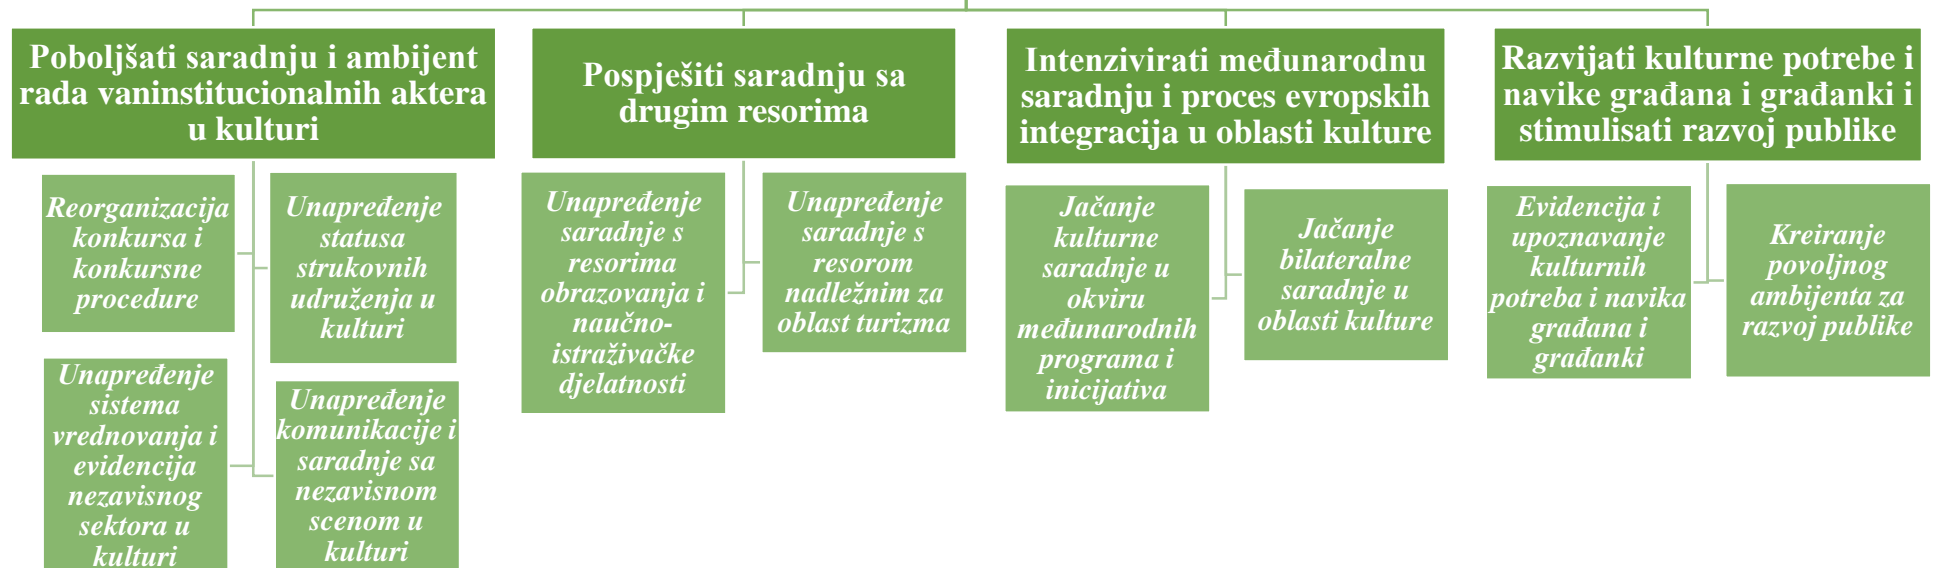 Poboljšati saradnju i ambijent
rada vaninstitucionalnih aktera
u kulturi
Reorganizacija
konkursa i
konkursne
procedure
Unapređenje
statusa
strukovnih
udruženja u
kulturi
Unapređenje
sistema
vrednovanja i
evidencija
nezavisnog
sektora u
kulturi
Unapređenje
komunikacije i
saradnje sa
nezavisnom
scenom u
kulturi
Pospješiti saradnju sa
drugim resorima
Unapređenje
saradnje s
resorima
obrazovanja i
naučno-
istraživačke
djelatnosti
Unapređenje
saradnje s
resorom
nadležnim za
oblast turizma
Intenzivirati međunarodnu
saradnju i proces evropskih
integracija u oblasti kulture
Jačanje
kulturne
saradnje u
okviru
međunarodnih
programa i
inicijativa
Jačanje
bilateralne
saradnje u
oblasti kulture
Razvijati kulturne potrebe i
navike građana i građanki i
stimulisati razvoj publike
Evidencija i
upoznavanje
kulturnih
potreba i navika
građana i
građanki
Kreiranje
povoljnog
ambijenta za
razvoj publike